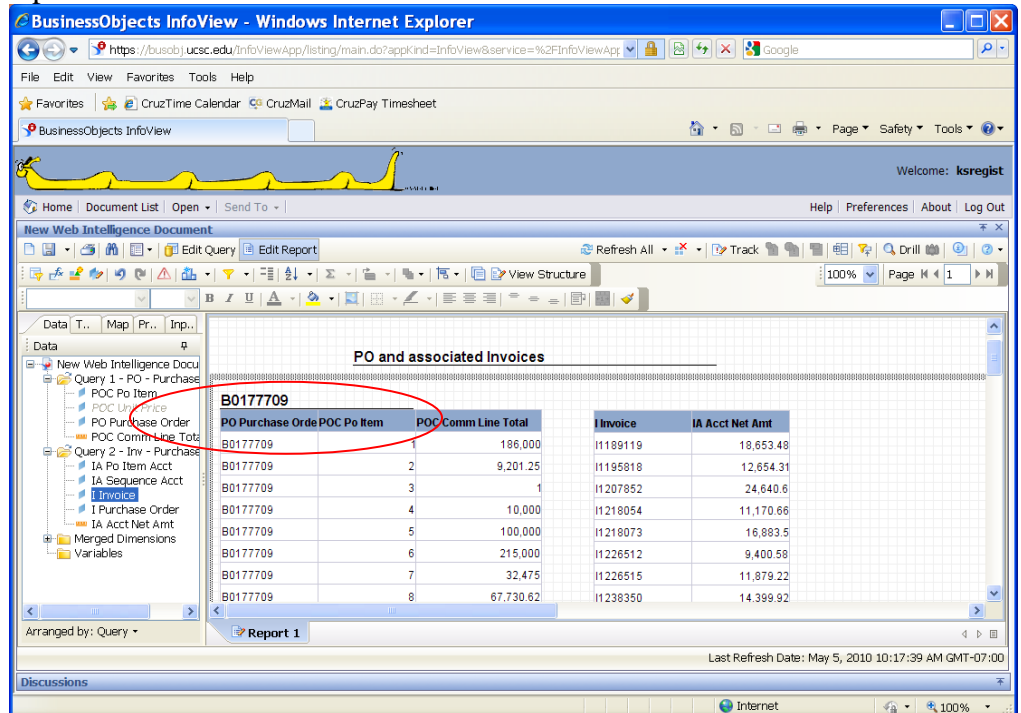 BusinessObjects InfoView - Windows Internet Explorer
https://busobj.ucsc.edu/InfoViewApp/listing/main.do?appKind=InfoView&service=%2FInfoViewApp
Google
File Edit View Favorites Tools Help
Favorites CruzTime Calendar CruzMail CruzPay Timesheet
BusinessObjects InfoView
Page Safety Tools
Welcome: ksregist
Home Document List Open Send To
Help Preferences About Log Out
New Web Intelligence Document
Edit Query Edit Report Refresh All Track Drill
View Structure 100% Page 1
B I U A
Data T.. Map Pr.. Inp..
Data
New Web Intelligence Docu
Query 1 - PO - Purchase
POC Po Item
POC Unit Price
PO Purchase Order
POC Comm Line Tota
Query 2 - Inv - Purchase
IA Po Item Acct
IA Sequence Acct
I Invoice
I Purchase Order
IA Acct Net Amt
Merged Dimensions
Variables
Arranged by: Query
PO and associated Invoices
B0177709
PO Purchase Orde POC Po Item POC Comm Line Total I Invoice IA Acct Net Amt
B0177709 1 186,000 I1189119 18,653.48
B0177709 2 9,201.25 I1195818 12,654.31
B0177709 3 1 I1207852 24,640.6
B0177709 4 10,000 I1218054 11,170.66
B0177709 5 100,000 I1218073 16,883.5
B0177709 6 215,000 I1226512 9,400.58
B0177709 7 32,475 I1226515 11,879.22
B0177709 8 67,730.62 I1238350 14,399.92
Report 1
Last Refresh Date: May 5, 2010 10:17:39 AM GMT-07:00
Discussions
Internet 100%